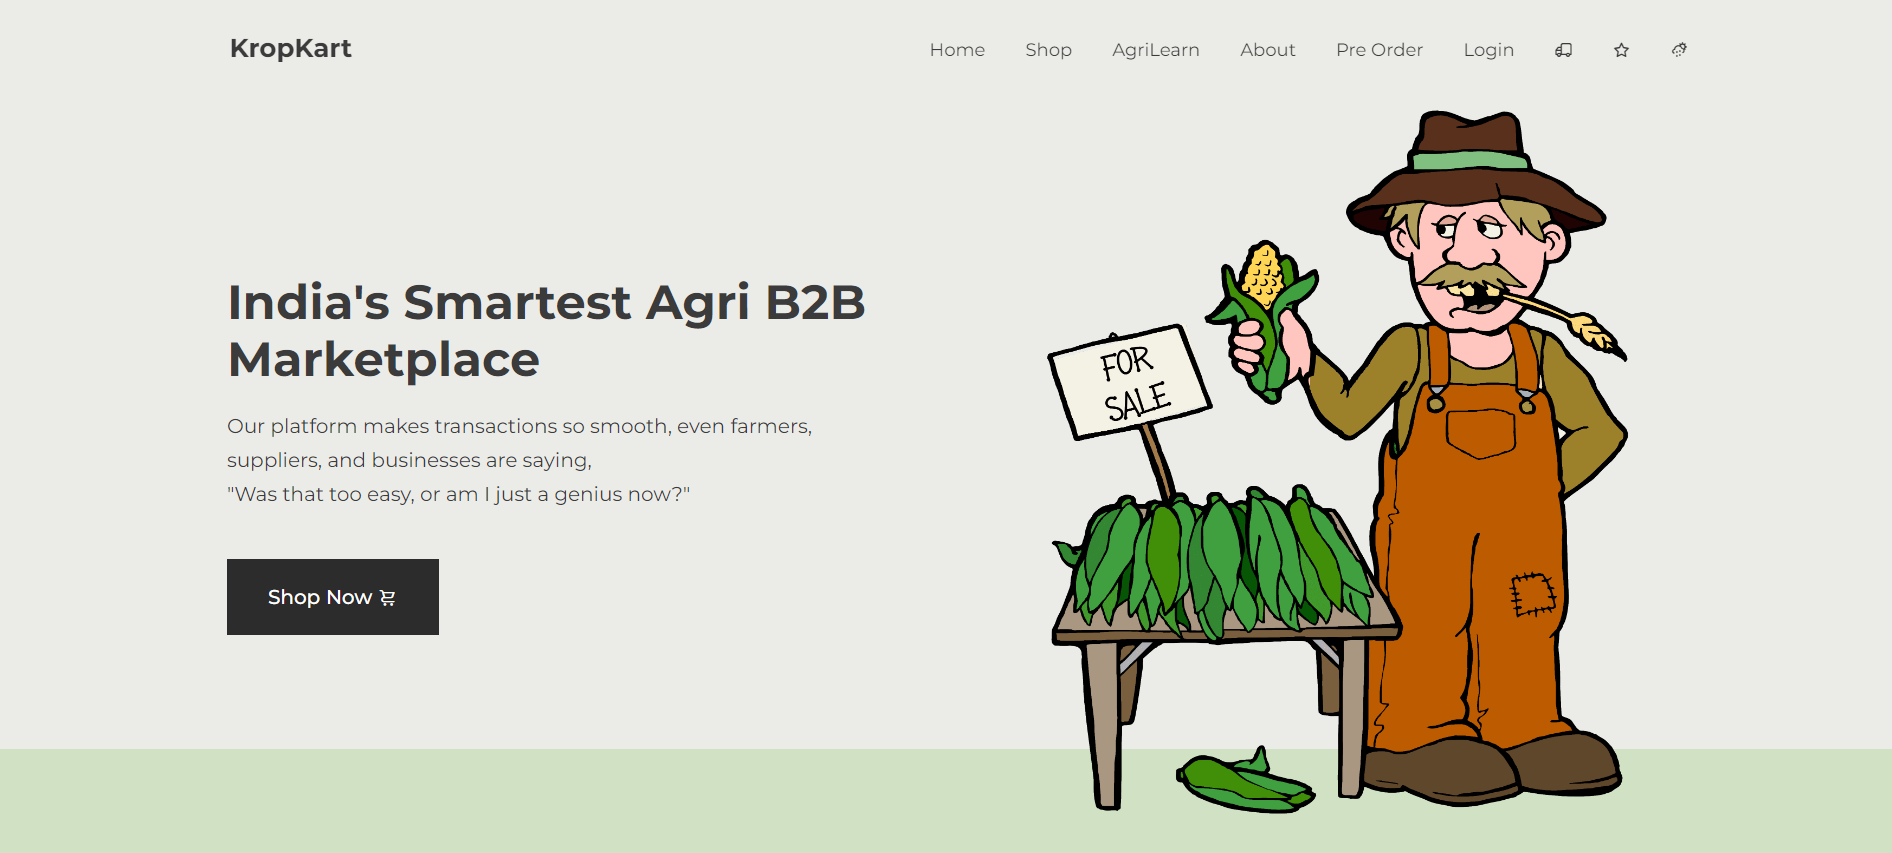 KropKart
Home Shop AgriLearn About Pre Order Login
India's Smartest Agri B2B
Marketplace
Our platform makes transactions so smooth, even farmers,
suppliers, and businesses are saying,
"Was that too easy, or am I just a genius now?"
Shop Now
FOR
SALE